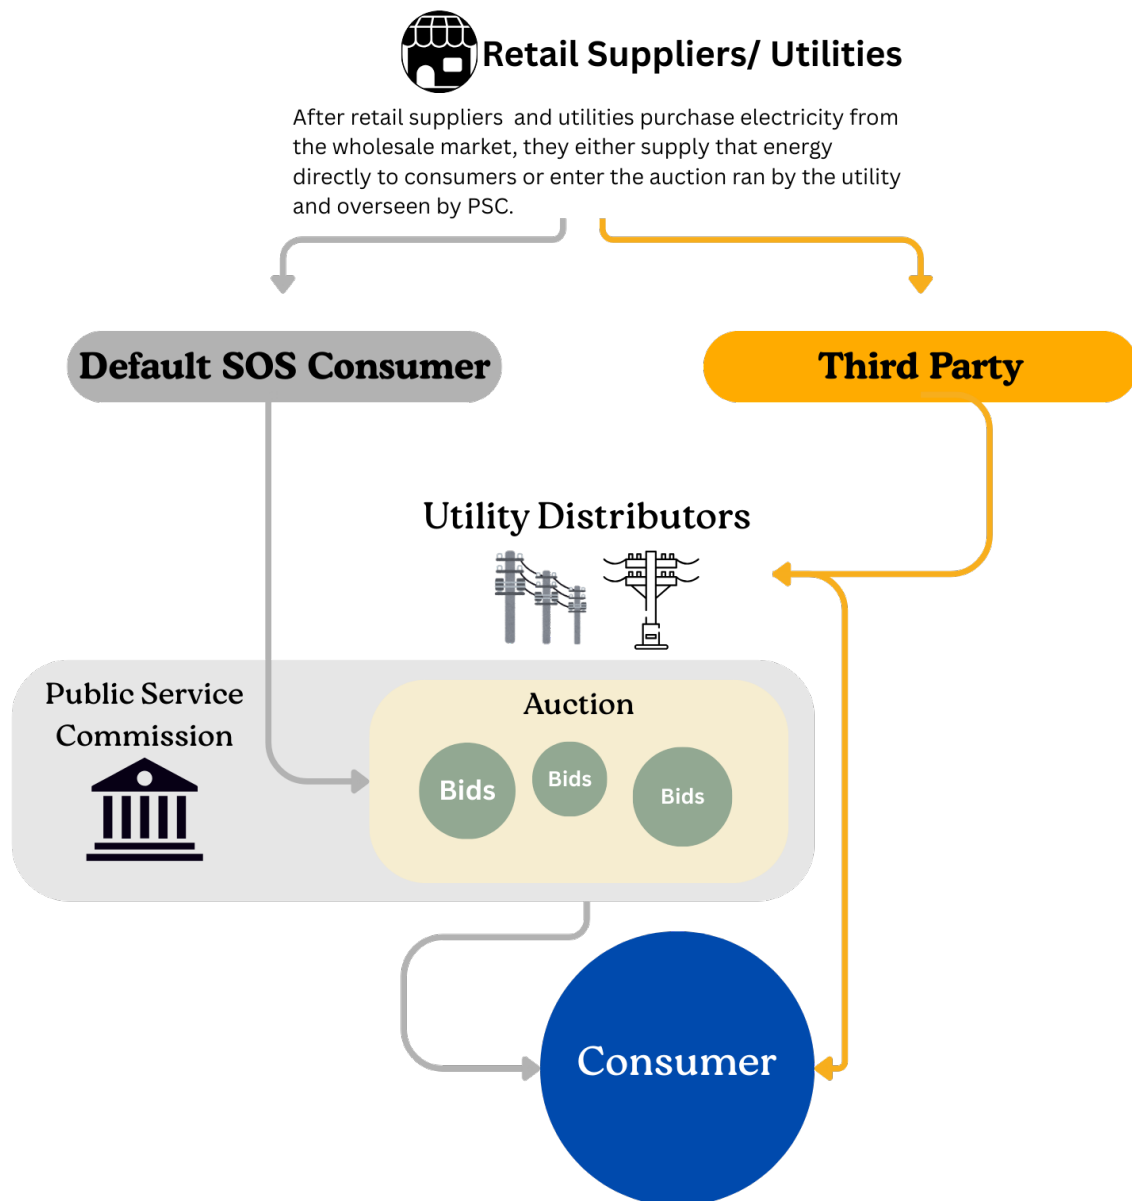 Retail Suppliers/ Utilities
After retail suppliers and utilities purchase electricity from
the wholesale market, they either supply that energy
directly to consumers or enter the auction ran by the utility
and overseen by PSC.
Default SOS Consumer
Third Party
Utility Distributors
Public Service
Commission
Auction
Bids
Bids
Bids
Consumer